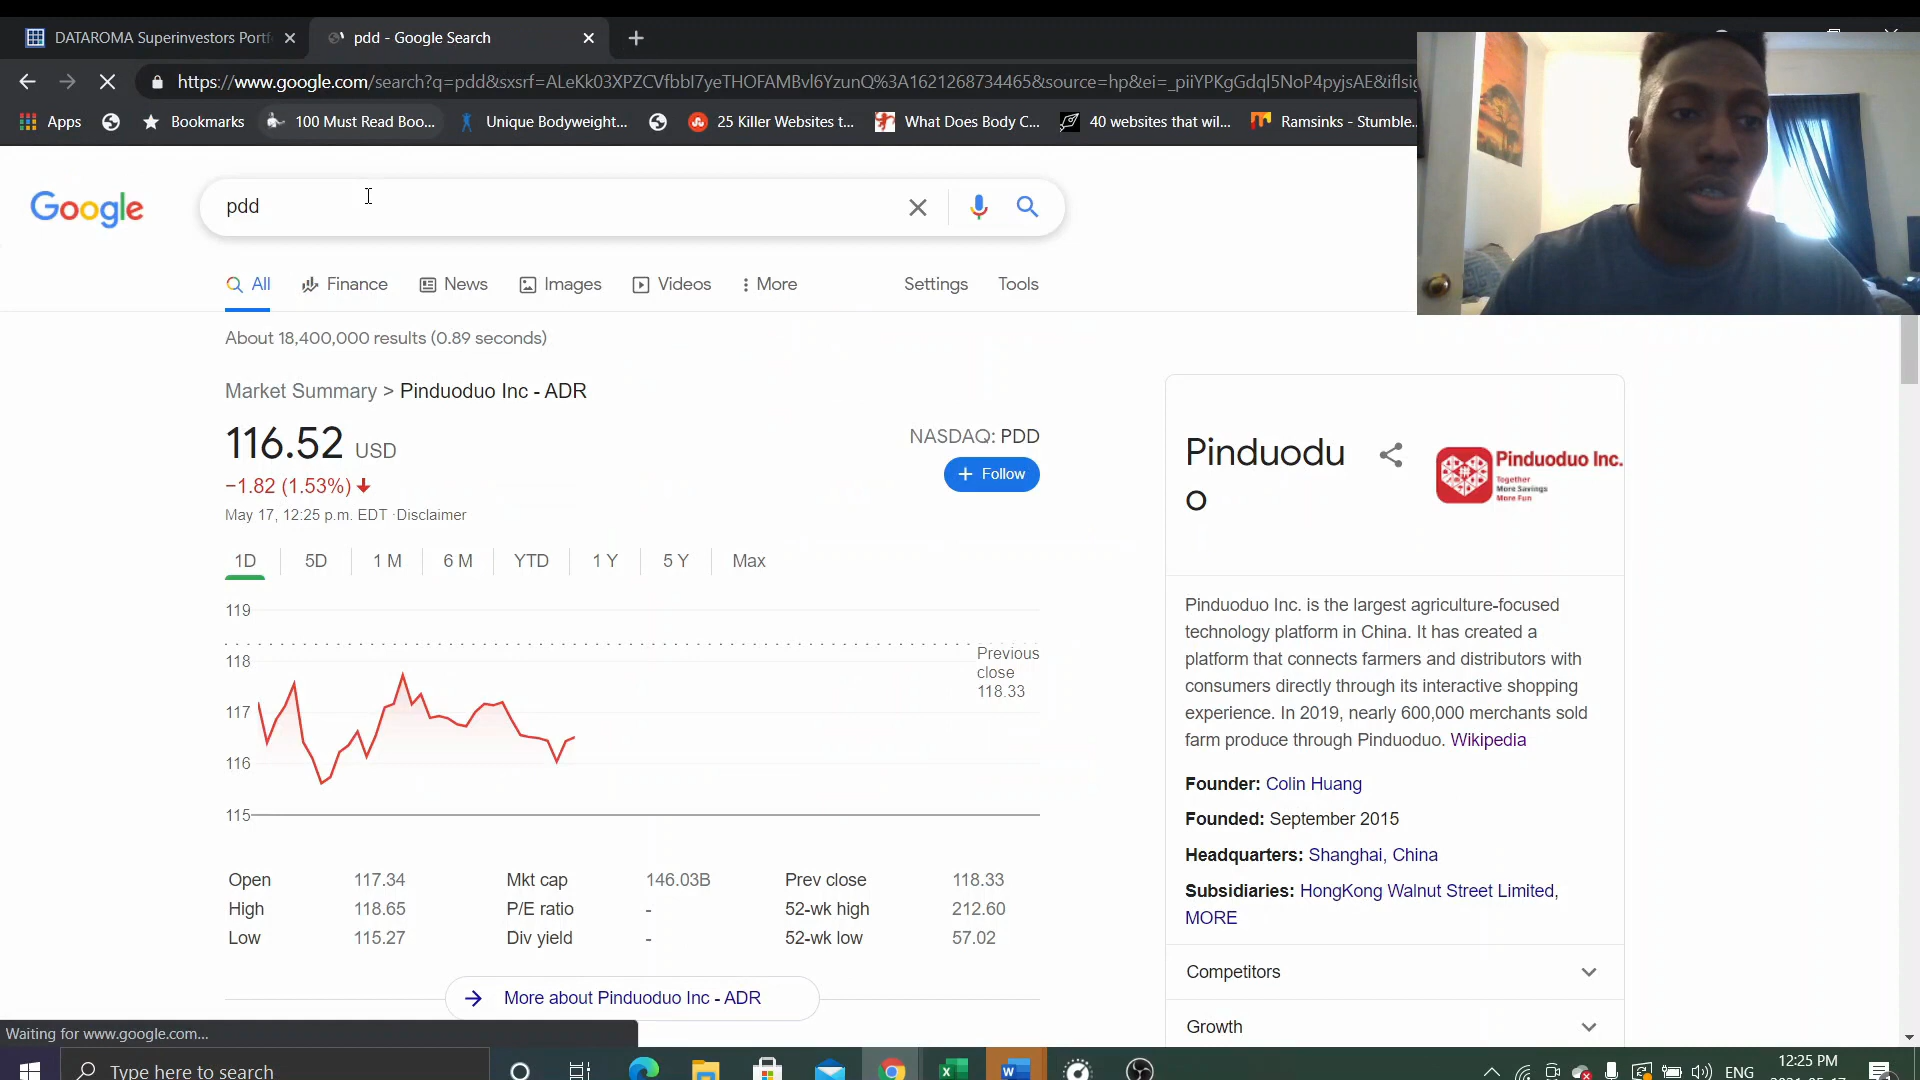 DATAROMA Superinvestors Portf
pdd - Google Search
https://www.google.com/search?q=pdd&sxsrf=ALeKk03XPZCVfbbI7yeTHOFAMBvl6YzunQ%3A1621268734465&source=hp&ei=_piiYPKgGdql5NoP4pyjsAE&iflsig
Apps
Bookmarks
100 Must Read Boo...
Unique Bodyweight...
25 Killer Websites t...
What Does Body C...
40 websites that wil...
Ramsinks - Stumble...
Google
pdd
All
Finance
News
Images
Videos
More
Settings
Tools
About 18,400,000 results (0.89 seconds)
Market Summary > Pinduoduo Inc - ADR
116.52 USD
NASDAQ: PDD
−1.82 (1.53%)
+ Follow
May 17, 12:25 p.m. EDT · Disclaimer
1D
5D
1 M
6 M
YTD
1 Y
5 Y
Max
119
118
117
116
115
Previous
close
118.33
Open 117.34 Mkt cap 146.03B Prev close 118.33
High 118.65 P/E ratio - 52-wk high 212.60
Low 115.27 Div yield - 52-wk low 57.02
More about Pinduoduo Inc - ADR
Pinduodu
o
Pinduoduo Inc.
Together
More Savings
More Fun
Pinduoduo Inc. is the largest agriculture-focused
technology platform in China. It has created a
platform that connects farmers and distributors with
consumers directly through its interactive shopping
experience. In 2019, nearly 600,000 merchants sold
farm produce through Pinduoduo. Wikipedia
Founder: Colin Huang
Founded: September 2015
Headquarters: Shanghai, China
Subsidiaries: HongKong Walnut Street Limited,
MORE
Competitors
Growth
Waiting for www.google.com...
Type here to search
ENG
12:25 PM